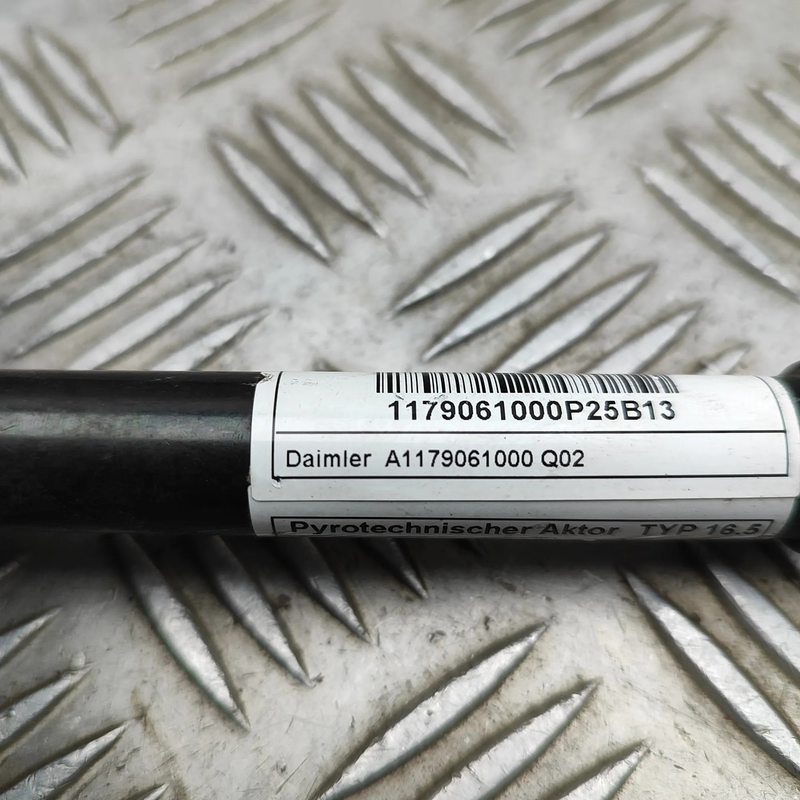 1179061000P25B13
Daimler A1179061000 Q02
Pyrotechnischer Aktor TYP 16.5